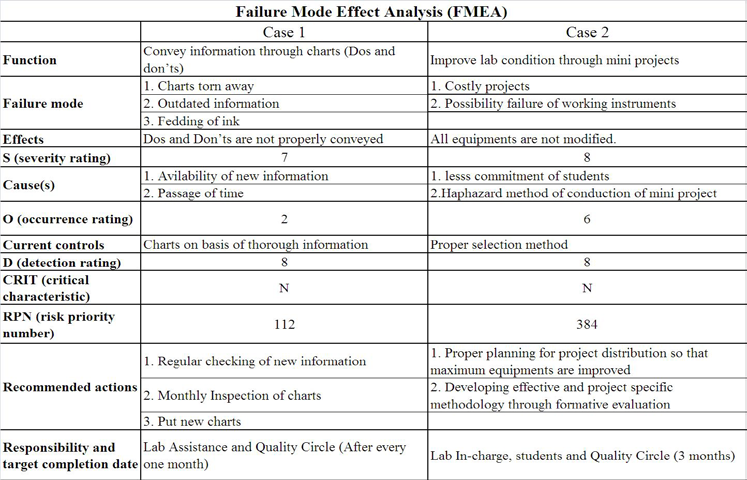 Failure Mode Effect Analysis (FMEA)
Case 1 Case 2
Function
Convey information through charts (Dos and
don'ts)
Improve lab condition through mini projects
Failure mode
1. Charts torn away
2. Outdated information
3. Fedding of ink
1. Costly projects
2. Possibility failure of working instruments
Effects
Dos and Don'ts are not properly conveyed
All equipments are not modified.
S (severity rating)
7
8
Cause(s)
1. Avilability of new information
2. Passage of time
1. lesss commitment of students
2.Haphazard method of conduction of mini project
O (occurrence rating)
2
6
Current controls
Charts on basis of thorough information
Proper selection method
D (detection rating)
8
8
CRIT (critical
characteristic)
N
N
RPN (risk priority
number)
112
384
Recommended actions
1. Regular checking of new information
2. Monthly Inspection of charts
3. Put new charts
1. Proper planning for project distribution so that
maximum equipments are improved
2. Developing effective and project specific
methodology through formative evaluation
Responsibility and
target completion date
Lab Assistance and Quality Circle (After every
one month)
Lab In-charge, students and Quality Circle (3 months)